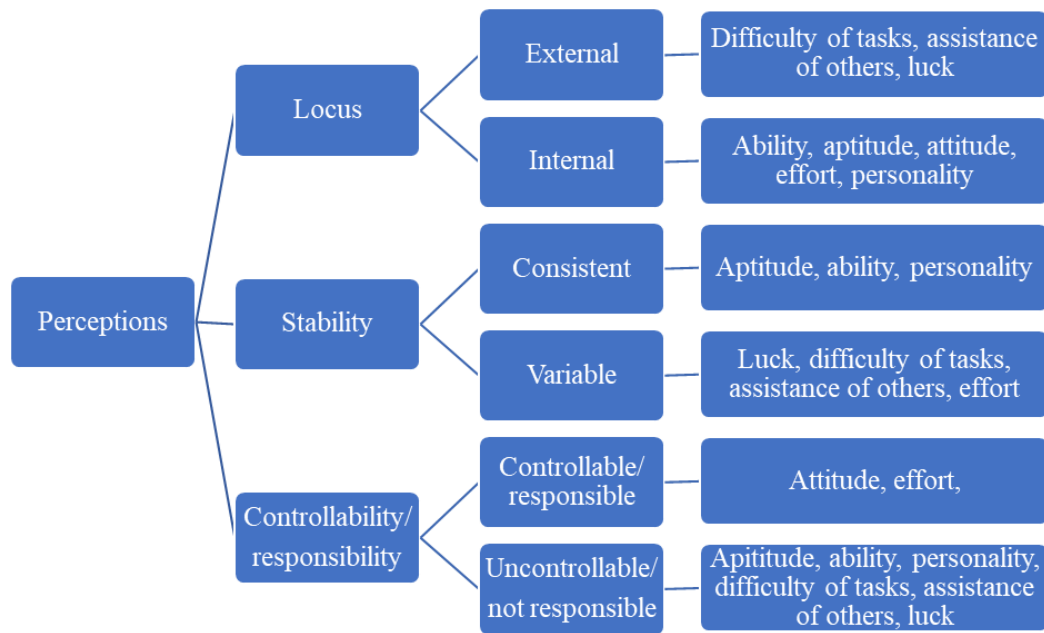 Perceptions
Locus
External
Difficulty of tasks, assistance
of others, luck
Internal
Ability, aptitude, attitude,
effort, personality
Stability
Consistent
Aptitude, ability, personality
Variable
Luck, difficulty of tasks,
assistance of others, effort
Controllability/
responsibility
Controllable/
responsible
Attitude, effort,
Uncontrollable/
not responsible
Apititude, ability, personality,
difficulty of tasks, assistance
of others, luck